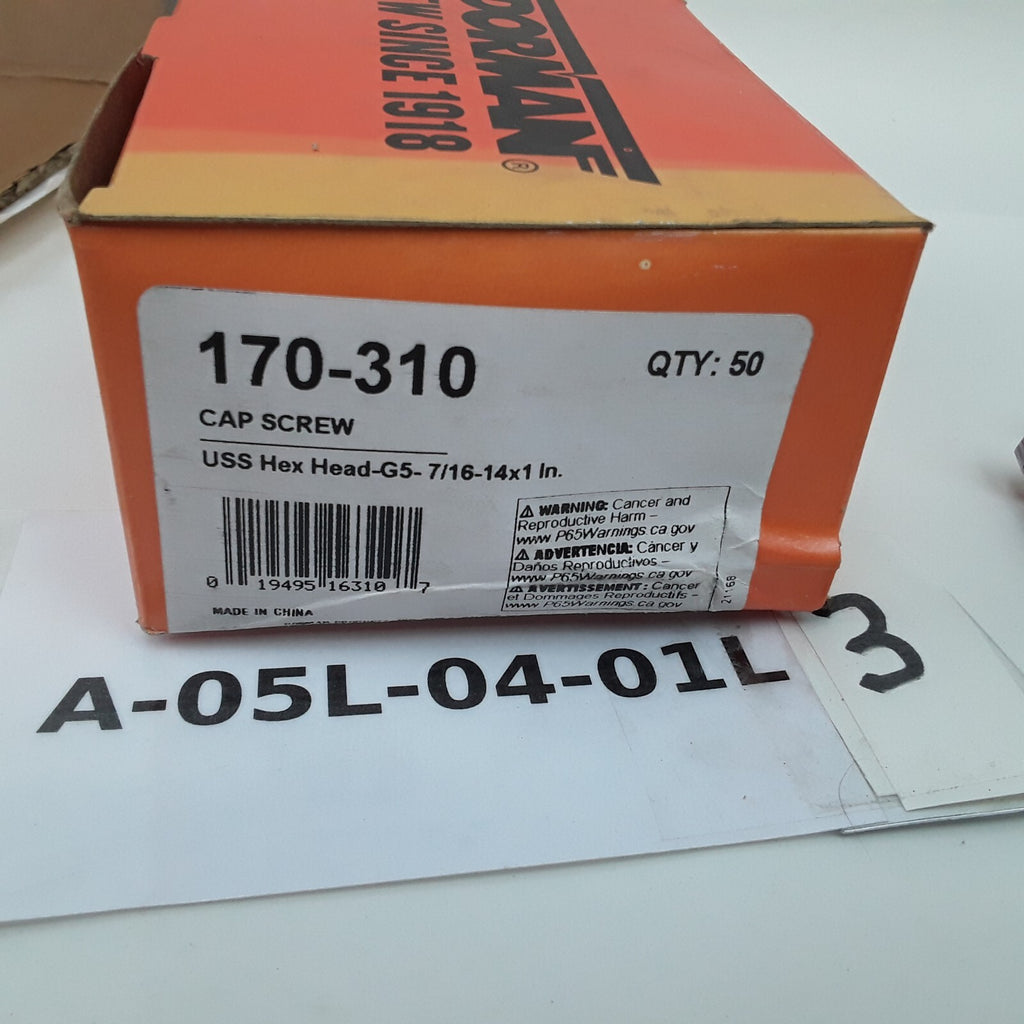 DORMAN®
SINCE 1918
170-310
QTY: 50
CAP SCREW
USS Hex Head-G5- 7/16-14x1 In.
⚠ WARNING: Cancer and
Reproductive Harm –
www.P65Warnings.ca.gov
⚠ ADVERTENCIA: Cáncer y
Daños Reproductivos –
www.P65Warnings.ca.gov
⚠ AVERTISSEMENT: Cancer
et Dommages Reproductifs –
www.P65Warnings.ca.gov
21168
0 19495 16310 7
MADE IN CHINA
A-05L-04-01L
3